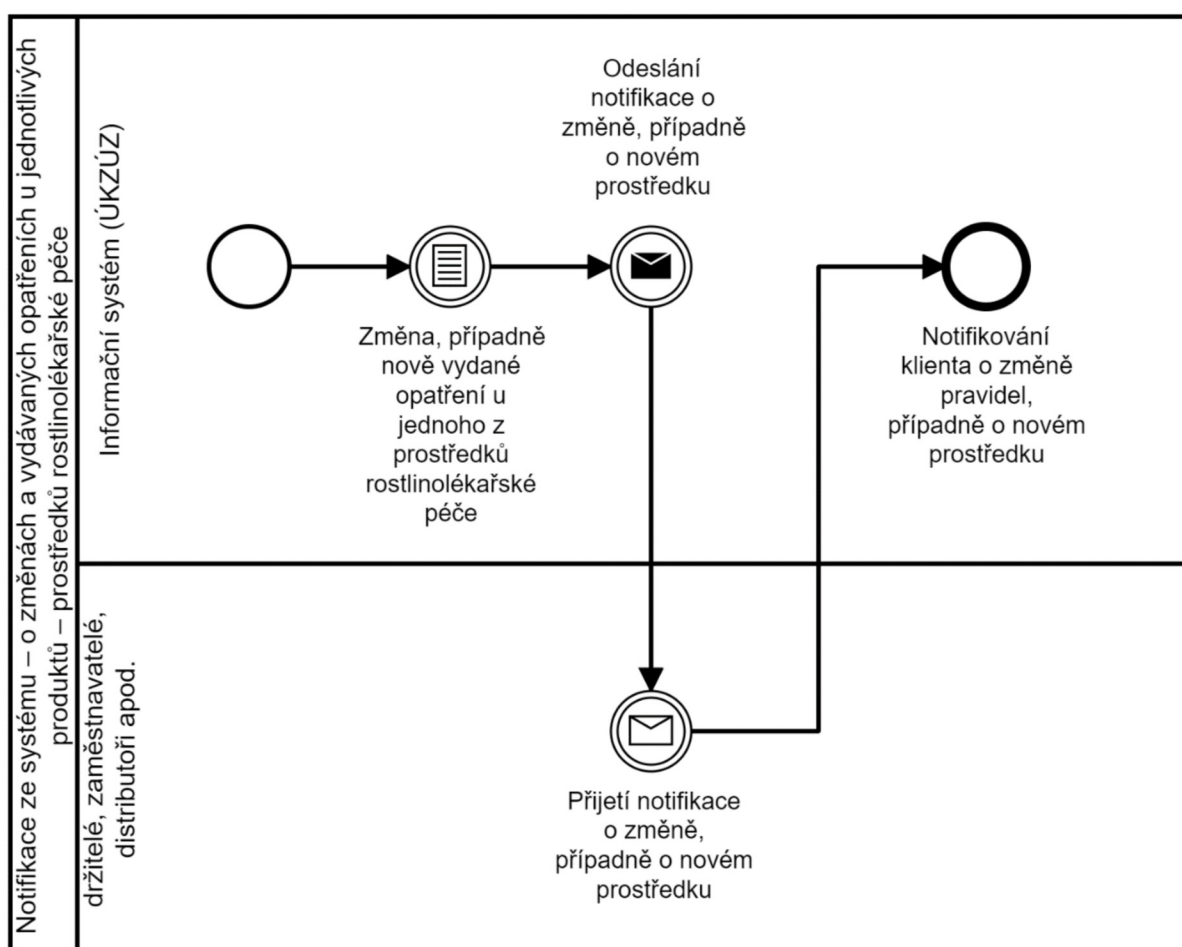 Notifikace ze systému – o změnách a vydávaných opatřeních u jednotlivých
produktů – prostředků rostlinolékařské péče
Informační systém (ÚKZÚZ)
Odeslání
notifikace o
změně, případně
o novém
prostředku
Změna, případně
nově vydané
opatření u
jednoho z
prostředků
rostlinolékařské
péče
Notifikování
klienta o změně
pravidel,
případně o novém
prostředku
držitelé, zaměstnavatelé,
distributoři apod.
Přijetí notifikace
o změně,
případně o novém
prostředku